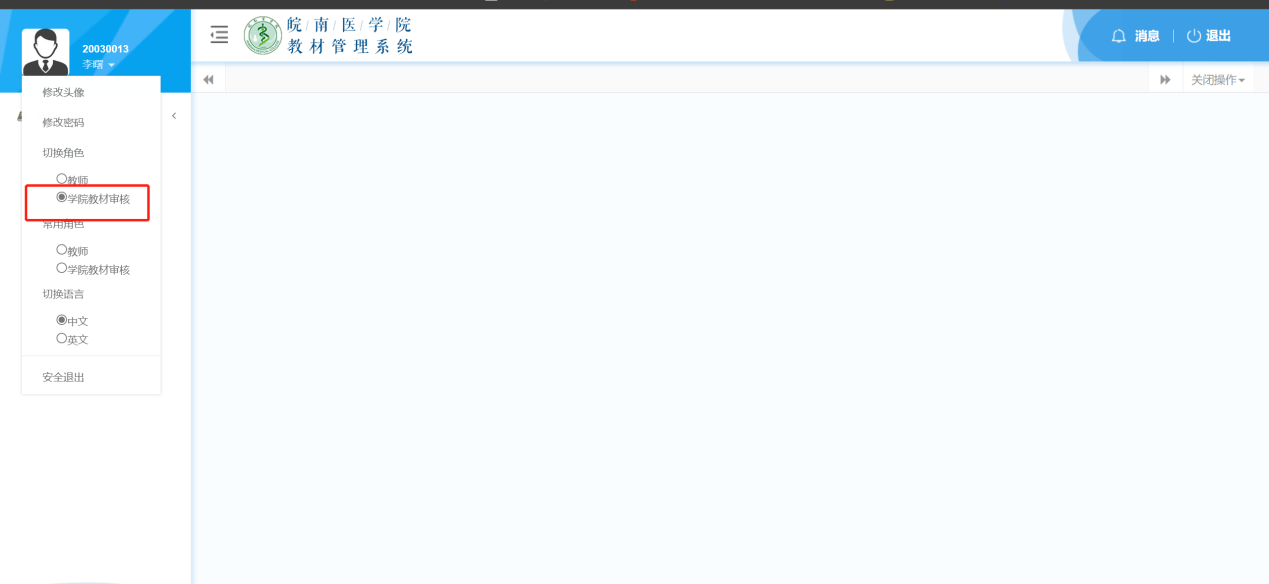 皖南医学院
教材管理系统
消息
退出
20030013
李曙
关闭操作
修改头像
修改密码
切换角色
教师
学院教材审核
常用角色
教师
学院教材审核
切换语言
中文
英文
安全退出